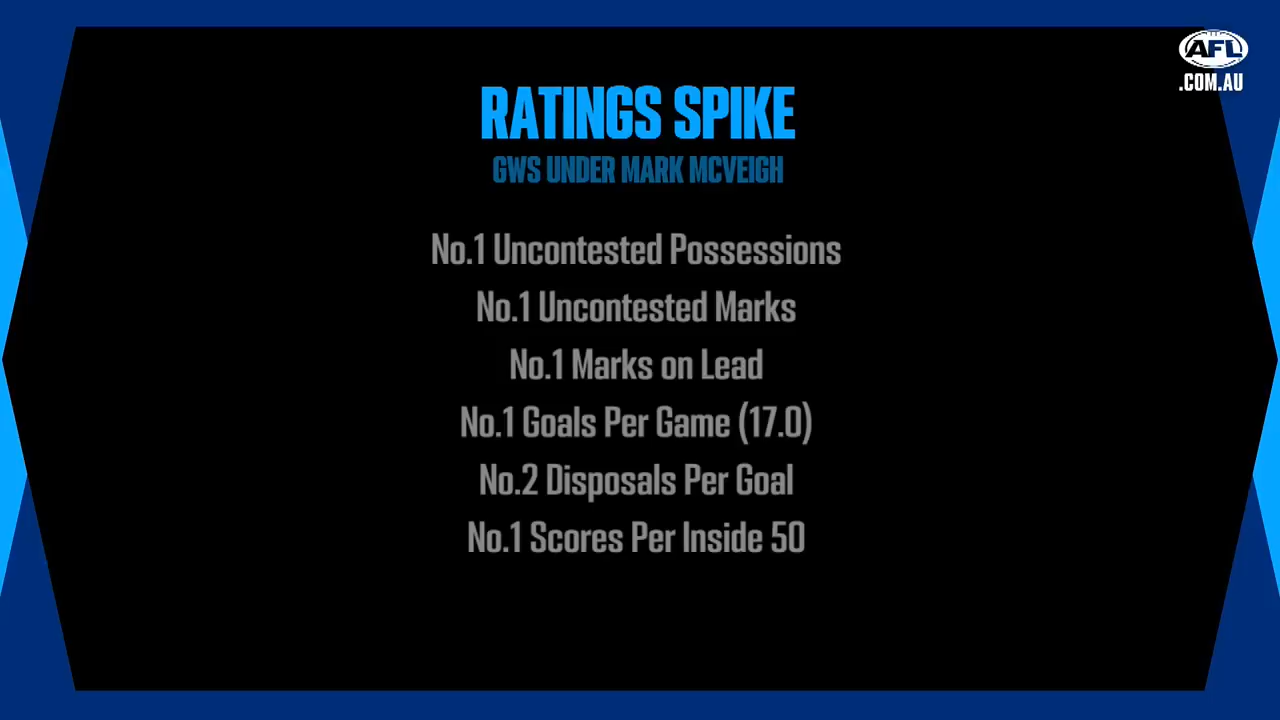 AFL
.COM.AU
RATINGS SPIKE
GWS UNDER MARK MCVEIGH
No.1 Uncontested Possessions
No.1 Uncontested Marks
No.1 Marks on Lead
No.1 Goals Per Game (17.0)
No.2 Disposals Per Goal
No.1 Scores Per Inside 50